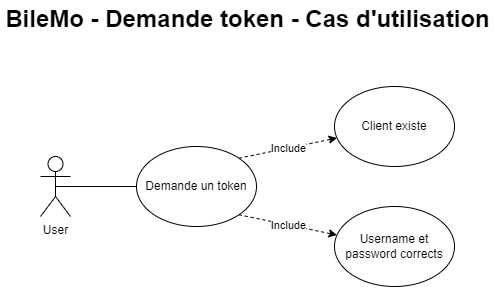 BileMo - Demande token - Cas d'utilisation
Client existe
Include
Demande un token
User
Include
Username et
password corrects